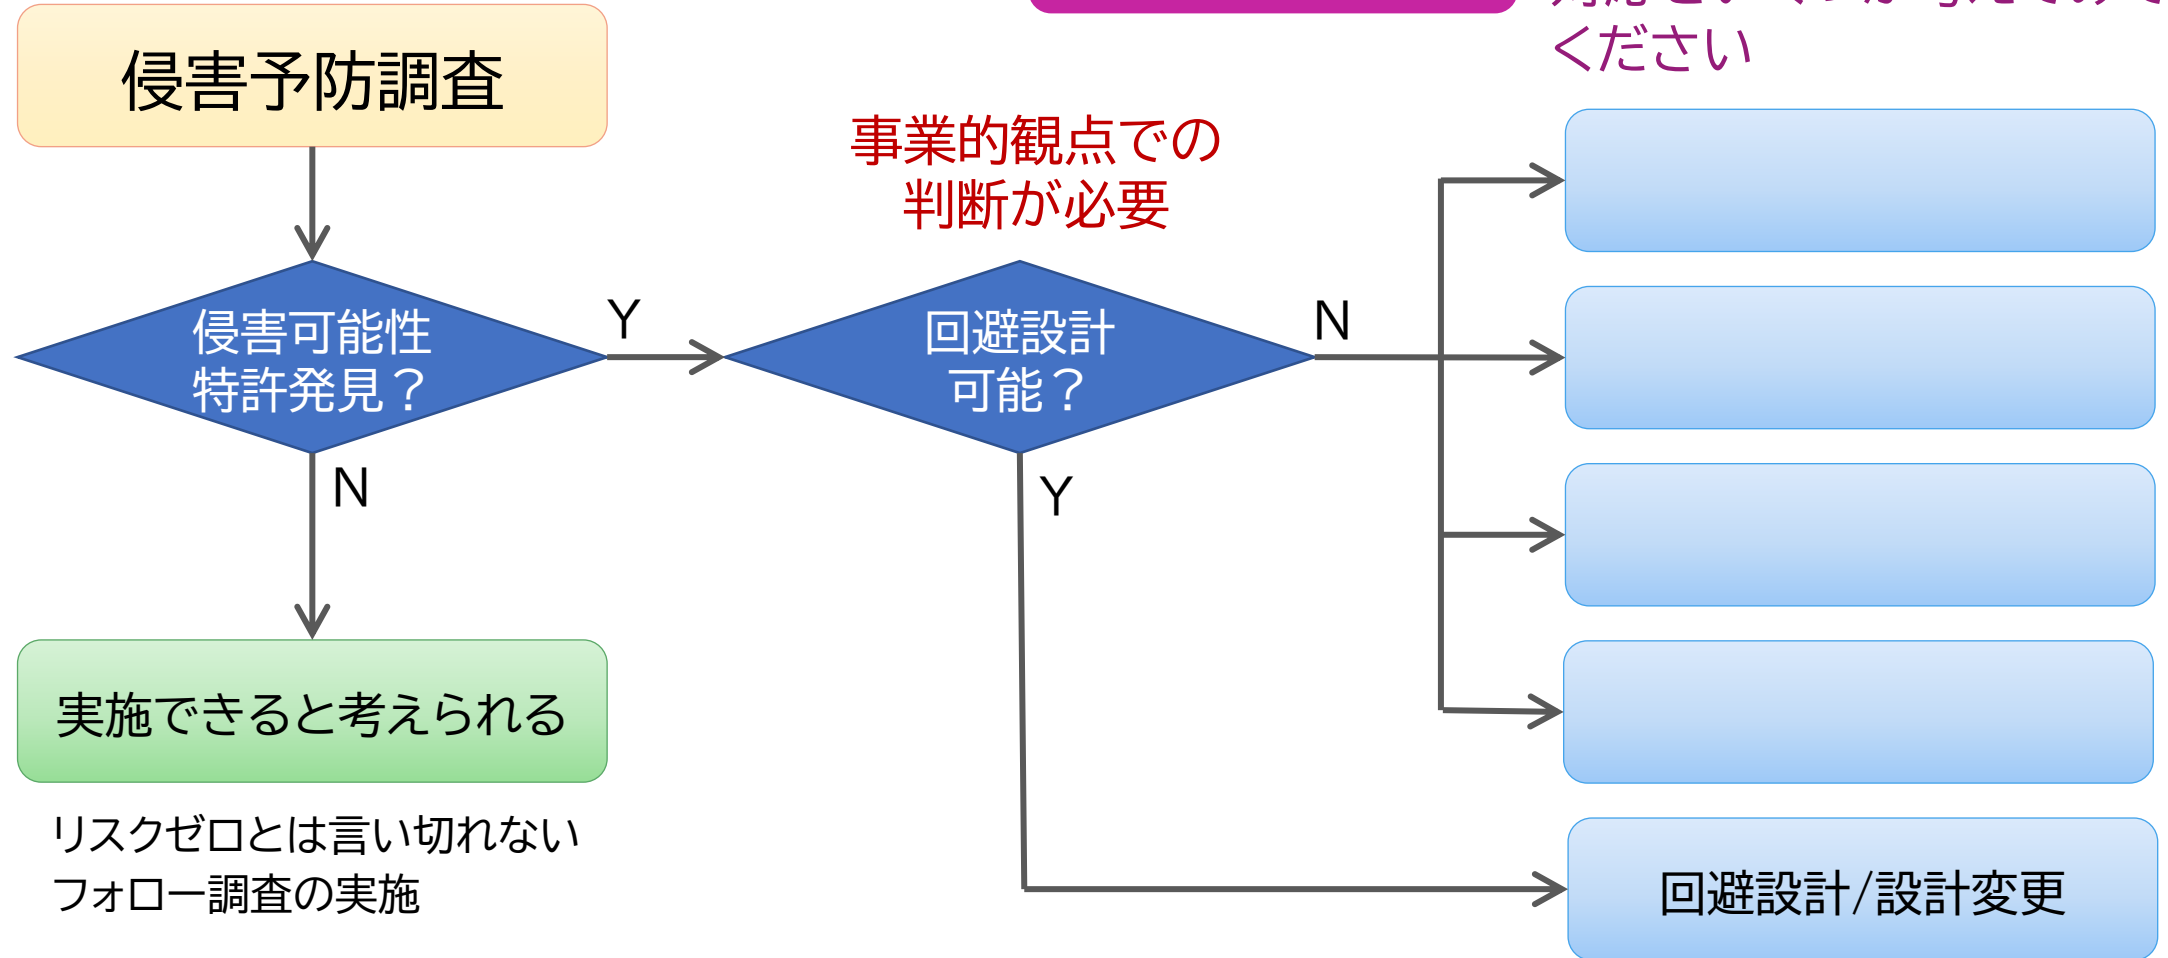 ください
侵害予防調査
事業的観点での
判断が必要
侵害可能性
特許発見？
Y
回避設計
可能？
N
N
Y
実施できると考えられる
リスクゼロとは言い切れない
フォロー調査の実施
回避設計/設計変更